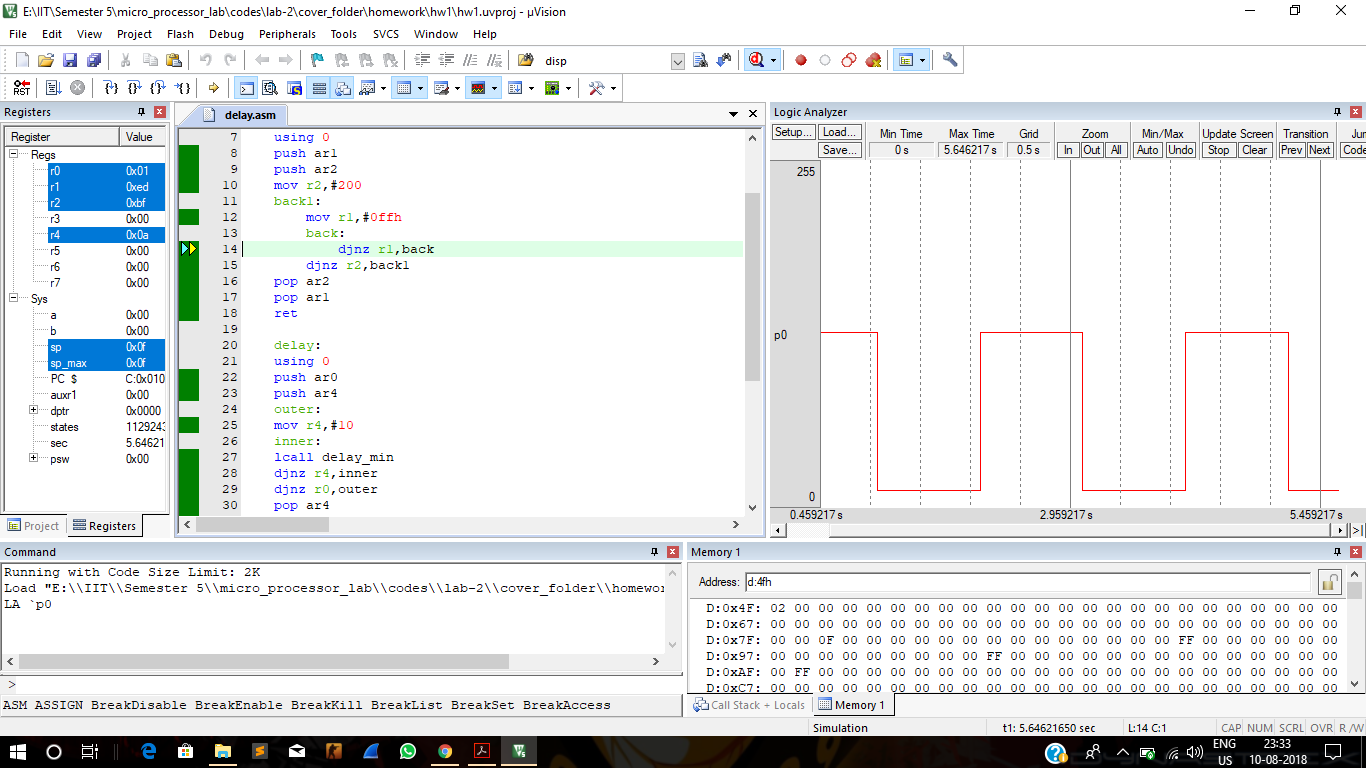 E:\IIT\Semester 5\micro_processor_lab\codes\lab-2\cover_folder\homework\hw1\hw1.uvproj - µVision
File Edit View Project Flash Debug Peripherals Tools SVCS Window Help
disp
RST
Registers
Register Value
Regs
r0 0x01
r1 0xed
r2 0xbf
r3 0x00
r4 0x0a
r5 0x00
r6 0x00
r7 0x00
Sys
a 0x00
b 0x00
sp 0x0f
sp_max 0x0f
PC $ C:0x010
auxr1 0x00
dptr 0x0000
states 1129243
sec 5.64621
psw 0x00
Project Registers
delay.asm
7 using 0
8 push ar1
9 push ar2
10 mov r2,#200
11 back1:
12 mov r1,#0ffh
13 back:
14 djnz r1,back
15 djnz r2,back1
16 pop ar2
17 pop ar1
18 ret
19
20 delay:
21 using 0
22 push ar0
23 push ar4
24 outer:
25 mov r4,#10
26 inner:
27 lcall delay_min
28 djnz r4,inner
29 djnz r0,outer
30 pop ar4
Logic Analyzer
Setup... Load... Min Time Max Time Grid Zoom Min/Max Update Screen Transition Jum
Save... 0 s 5.646217 s 0.5 s In Out All Auto Undo Stop Clear Prev Next Code
255
p0
0
0.459217 s 2.959217 s 5.459217 s
Command
Running with Code Size Limit: 2K
Load "E:\\IIT\\Semester 5\\micro_processor_lab\\codes\\lab-2\\cover_folder\\homewor
LA `p0
>
ASM ASSIGN BreakDisable BreakEnable BreakKill BreakList BreakSet BreakAccess
Memory 1
Address: d:4fh
D:0x4F: 02 00 00 00 00 00 00 00 00 00 00 00 00 00 00 00 00 00 00 00 00 00 00 00
D:0x67: 00 00 00 00 00 00 00 00 00 00 00 00 00 00 00 00 00 00 00 00 00 00 00 00
D:0x7F: 00 00 0F 00 00 00 00 00 00 00 00 00 00 00 00 00 00 FF 00 00 00 00 00 00
D:0x97: 00 00 00 00 00 00 00 00 00 FF 00 00 00 00 00 00 00 00 00 00 00 00 00 00
D:0xAF: 00 FF 00 00 00 00 00 00 00 00 00 00 00 00 00 00 00 00 00 00 00 00 00 00
D:0xC7: 00 00 00 00 00 00 00 00 00 00 00 00 00 00 00 00 00 00 00 00 00 00 00 00
Call Stack + Locals Memory 1
Simulation t1: 5.64621650 sec L:14 C:1 CAP NUM SCRL OVR R/W
ENG 23:33
US 10-08-2018